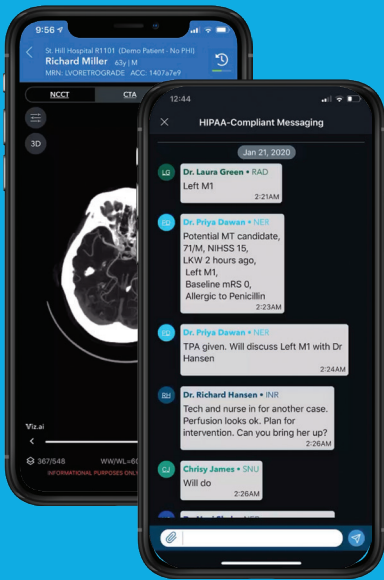 9:56
St. Hill Hospital R1101 (Demo Patient - No PHI)
Richard Miller 63y | M
MRN: LVORETROGRADE ACC. 1407a7e9
NCCT
CTA
3D
Viz.ai
367/548
WW/WL=60
INFORMATIONAL PURPOSES ONLY
12:44
HIPAA-Compliant Messaging
Jan 21, 2020
LG
Dr. Laura Green • RAD
Left M1
2:21AM
Dr. Priya Dawan • NER
Potential MT candidate,
71/M, NIHSS 15,
LKW 2 hours ago,
Left M1,
Baseline mRS 0,
Allergic to Penicillin
2:23AM
Dr. Priya Dawan • NER
TPA given. Will discuss Left M1 with Dr
Hansen
2:24AM
RH
Dr. Richard Hansen • INR
Tech and nurse in for another case.
Perfusion looks ok. Plan for
intervention. Can you bring her up?
2:26AM
CJ
Chrisy James • SNU
Will do
2:26AM